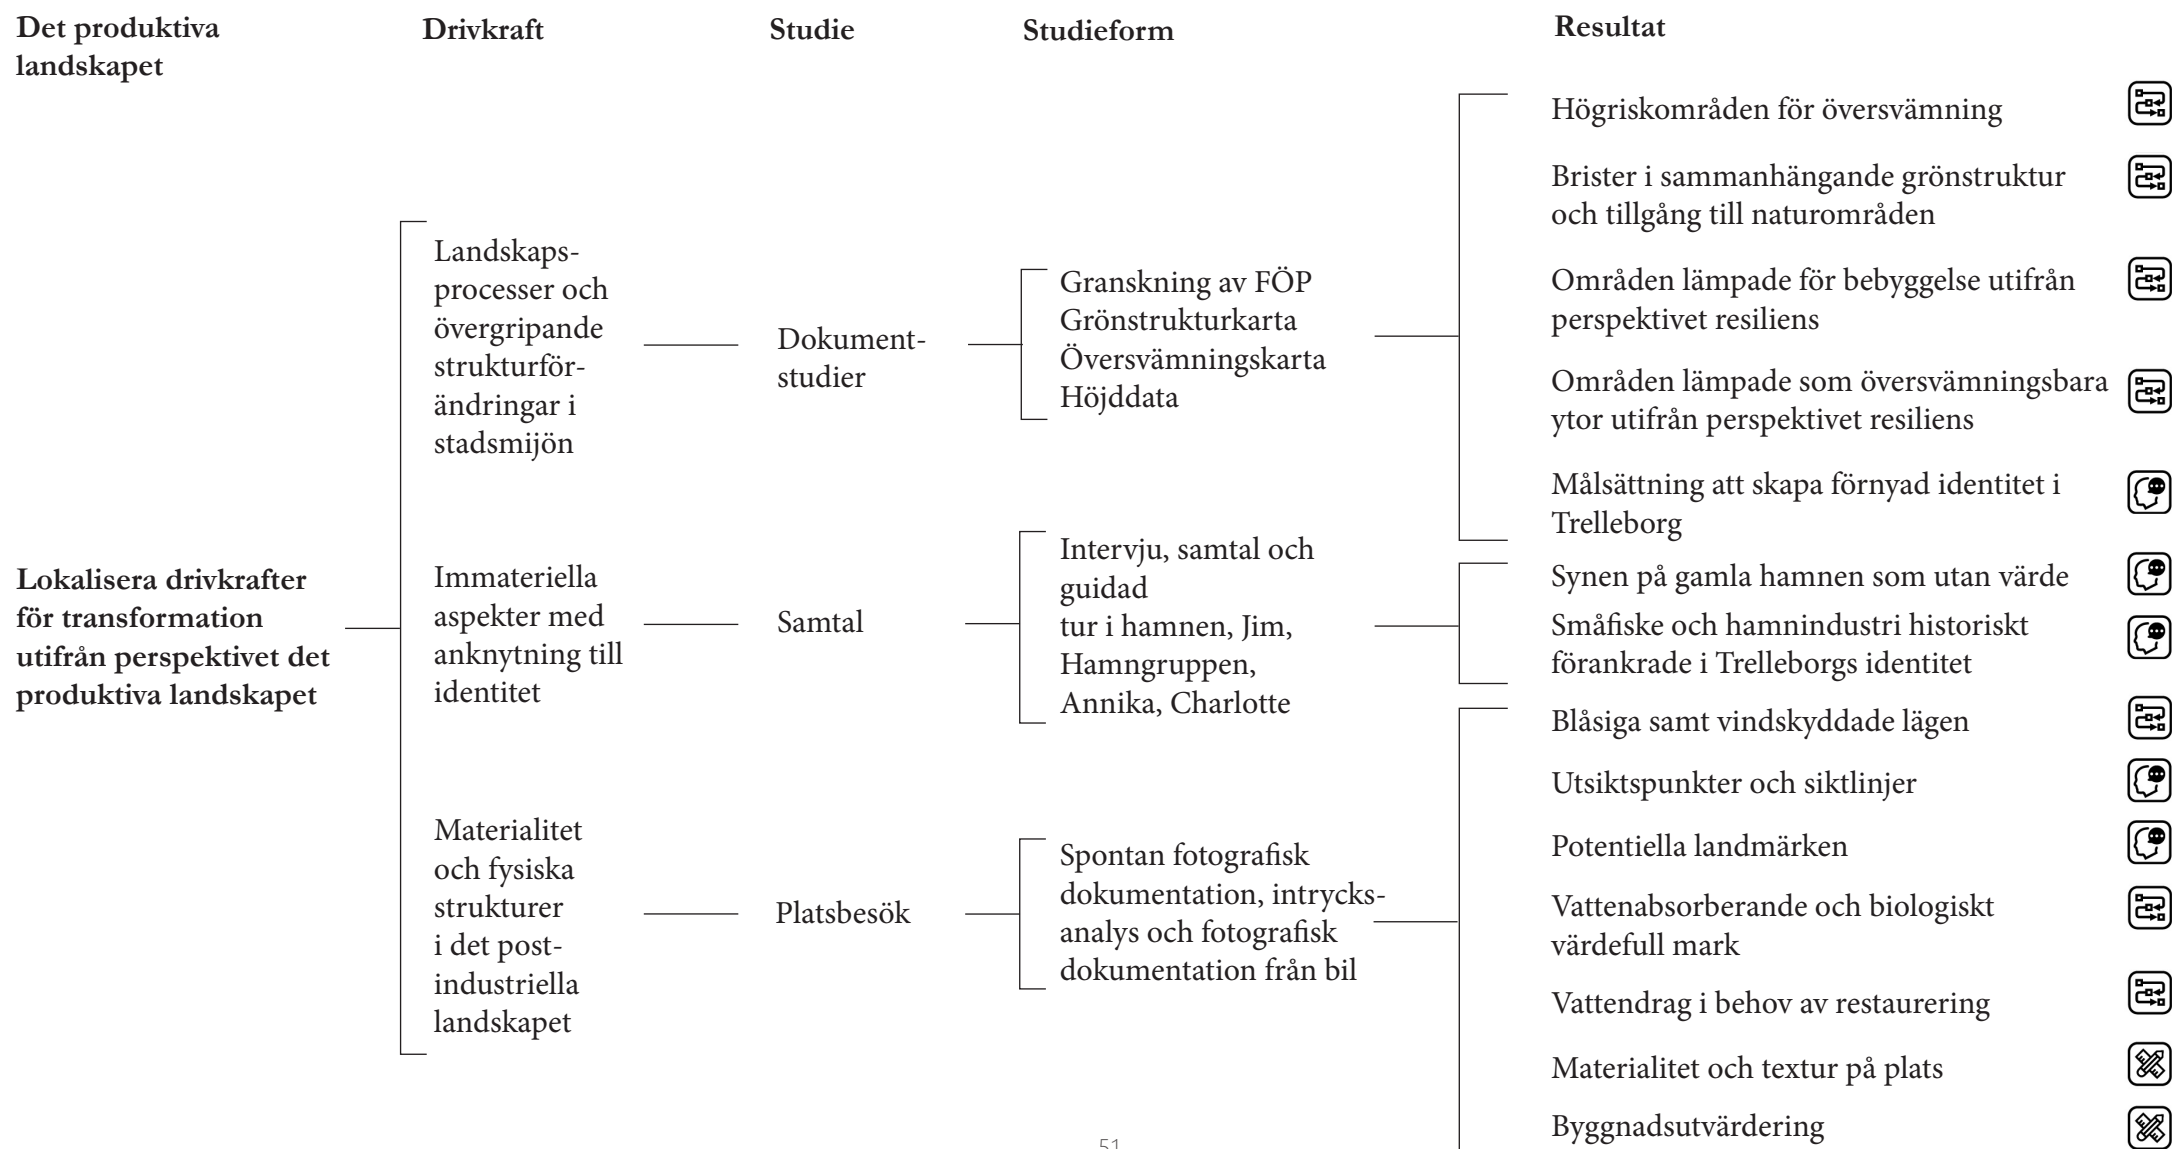 Det produktiva
landskapet
Drivkraft
Studie
Studieform
Resultat
Lokalisera drivkrafter
för transformation
utifrån perspektivet det
produktiva landskapet
Landskaps-
processer och
övergripande
strukturför-
ändringar i
stadsmijön
Dokument-
studier
Granskning av FÖP
Grönstrukturkarta
Översvämningskarta
Höjddata
Högriskområden för översvämning
Brister i sammanhängande grönstruktur
och tillgång till naturområden
Områden lämpade för bebyggelse utifrån
perspektivet resiliens
Områden lämpade som översvämningsbara
ytor utifrån perspektivet resiliens
Målsättning att skapa förnyad identitet i
Trelleborg
Immateriella
aspekter med
anknytning till
identitet
Samtal
Intervju, samtal och
guidad
tur i hamnen, Jim,
Hamngruppen,
Annika, Charlotte
Synen på gamla hamnen som utan värde
Småfiske och hamnindustri historiskt
förankrade i Trelleborgs identitet
Materialitet
och fysiska
strukturer
i det post-
industriella
landskapet
Platsbesök
Spontan fotografisk
dokumentation, intrycks-
analys och fotografisk
dokumentation från bil
Blåsiga samt vindskyddade lägen
Utsiktspunkter och siktlinjer
Potentiella landmärken
Vattenabsorberande och biologiskt
värdefull mark
Vattendrag i behov av restaurering
Materialitet och textur på plats
Byggnadsutvärdering
51